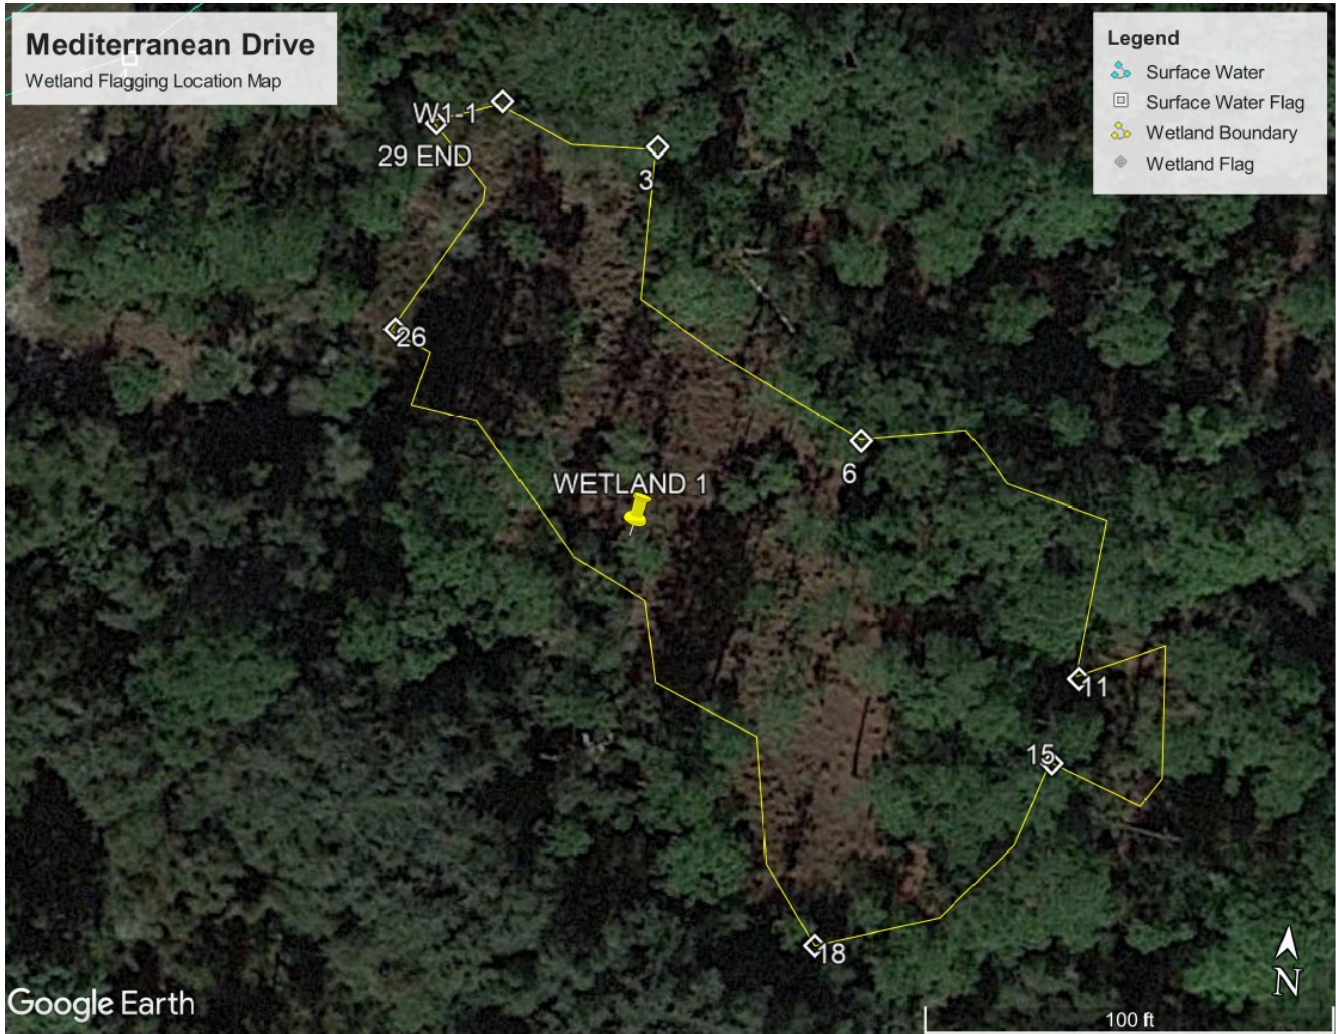 Mediterranean Drive
Wetland Flagging Location Map
Legend
Surface Water
Surface Water Flag
Wetland Boundary
Wetland Flag
W1-1
29 END
3
26
6
WETLAND 1
11
15
18
N
Google Earth
100 ft